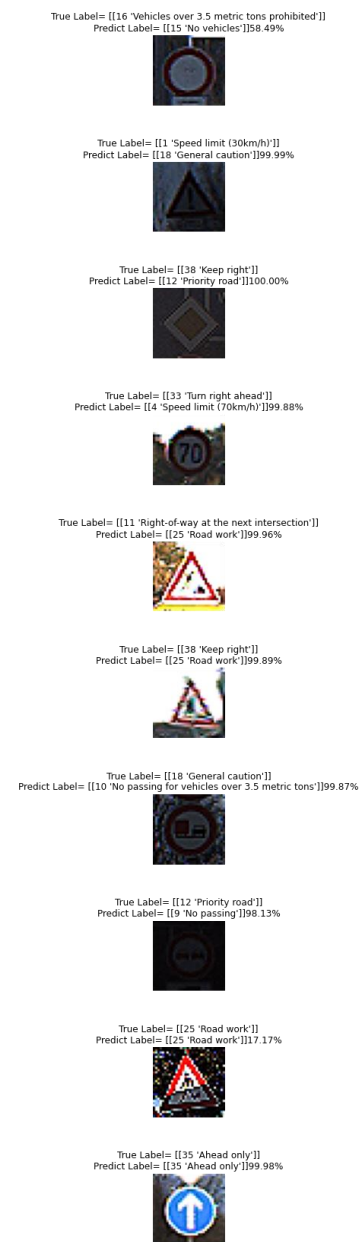 True Label= [[16 'Vehicles over 3.5 metric tons prohibited']]
Predict Label= [[15 'No vehicles']]58.49%
True Label= [[1 'Speed limit (30km/h)']]
Predict Label= [[18 'General caution']]99.99%
True Label= [[38 'Keep right']]
Predict Label= [[12 'Priority road']]100.00%
True Label= [[33 'Turn right ahead']]
Predict Label= [[4 'Speed limit (70km/h)']]99.88%
70
True Label= [[11 'Right-of-way at the next intersection']]
Predict Label= [[25 'Road work']]99.96%
True Label= [[38 'Keep right']]
Predict Label= [[25 'Road work']]99.89%
True Label= [[18 'General caution']]
Predict Label= [[10 'No passing for vehicles over 3.5 metric tons']]99.87%
True Label= [[12 'Priority road']]
Predict Label= [[9 'No passing']]98.13%
True Label= [[25 'Road work']]
Predict Label= [[25 'Road work']]17.17%
True Label= [[35 'Ahead only']]
Predict Label= [[35 'Ahead only']]99.98%